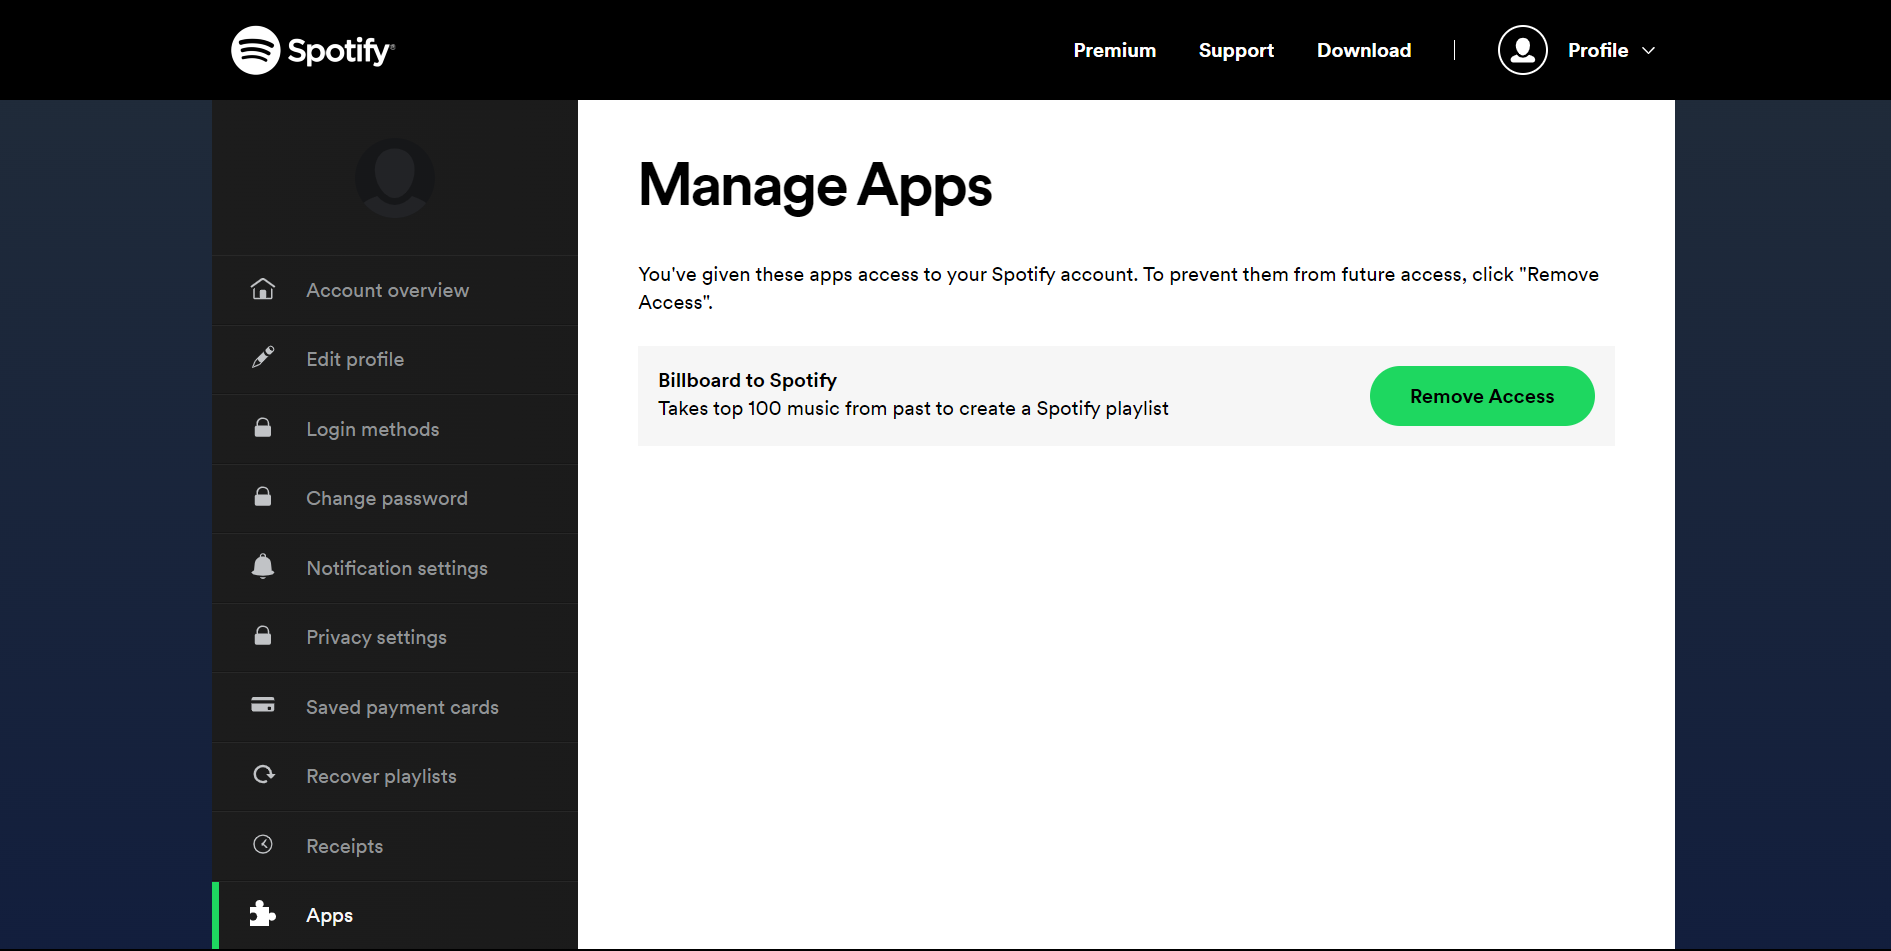 Spotify®
Premium
Support
Download
Profile
Account overview
Edit profile
Login methods
Change password
Notification settings
Privacy settings
Saved payment cards
Recover playlists
Receipts
Apps
Manage Apps
You've given these apps access to your Spotify account. To prevent them from future access, click "Remove
Access".
Billboard to Spotify
Takes top 100 music from past to create a Spotify playlist
Remove Access